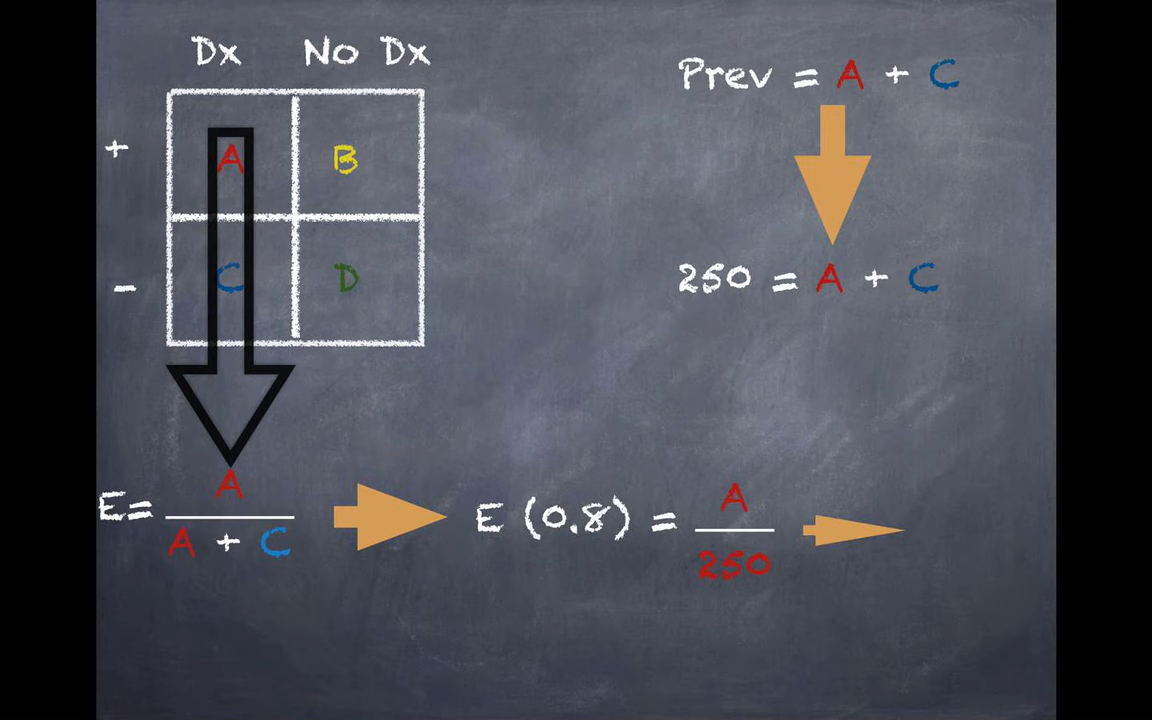 Dx No Dx
+ A B
- C D
Prev = A + C
250 = A + C
E= A
A + C
E (0.8) = A
250